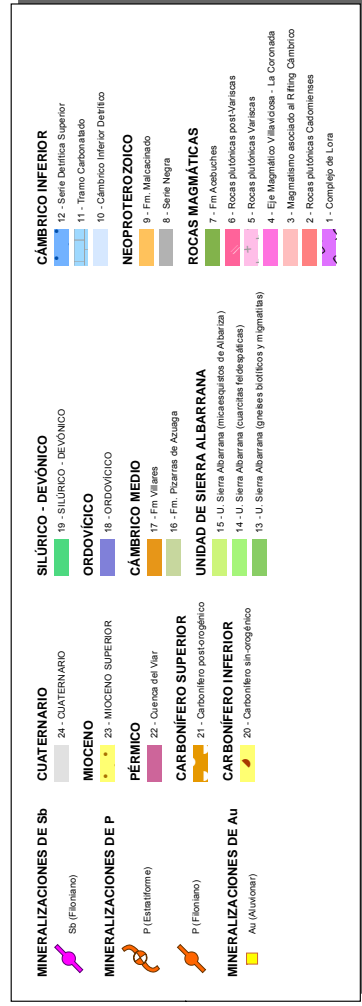 MINERALIZACIONES DE Sb
Sb (Filoniano)
MINERALIZACIONES DE P
P (Estratiforme)
P (Filoniano)
MINERALIZACIONES DE Au
Au (Aluvionar)
CUATERNARIO
24 - CUATERNARIO
MIOCENO
23 - MIOCENO SUPERIOR
PÉRMICO
22 - Cuenca del Viar
CARBONÍFERO SUPERIOR
21 - Carbonífero post-orogénico
CARBONÍFERO INFERIOR
20 - Carbonífero sin-orogénico
SILÚRICO - DEVÓNICO
19 - SILÚRICO - DEVÓNICO
ORDOVÍCICO
18 - ORDOVÍCICO
CÁMBRICO MEDIO
17 - Fm Villares
16 - Fm. Pizarras de Azuaga
UNIDAD DE SIERRA ALBARRANA
15 - U. Sierra Albarrana (micaesquistos de Albariza)
14 - U. Sierra Albarrana (cuarcitas feldespáticas)
13 - U. Sierra Albarrana (gneises biotíticos y migmatitas)
CÁMBRICO INFERIOR
12 - Serie Detrítica Superior
11 - Tramo Carbonatado
10 - Cámbrico Inferior Detrítico
NEOPROTEROZOICO
9 - Fm. Malcacinado
8 - Serie Negra
ROCAS MAGMÁTICAS
7 - Fm Acebuches
6 - Rocas plutónicas post-Variscas
5 - Rocas plutónicas Variscas
4 - Eje Magmático Villaviciosa - La Coronada
3 - Magmatismo asociado al Rifting Cámbrico
2 - Rocas plutónicas Cadomienses
1 - Complejo de Lora